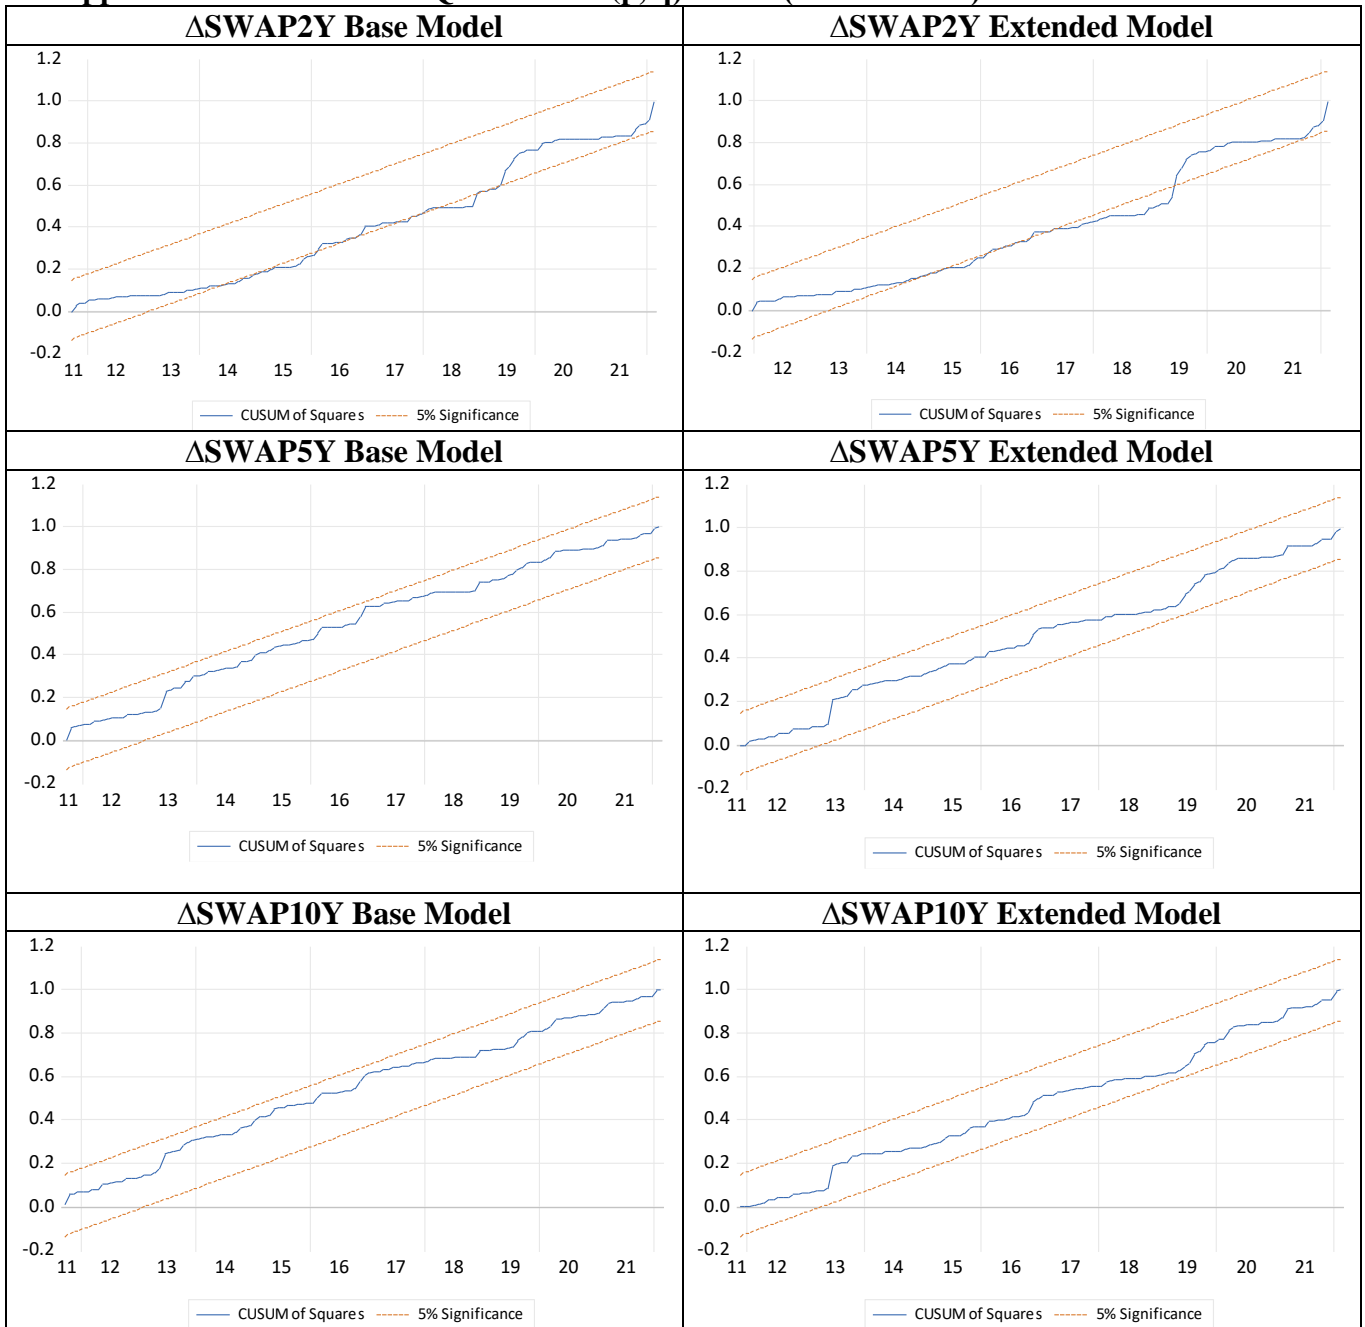 ∆SWAP2Y Base Model
∆SWAP2Y Extended Model
1.2
1.0
0.8
0.6
0.4
0.2
0.0
-0.2
11 12 13 14 15 16 17 18 19 20 21
CUSUM of Squares 5% Significance
1.2
1.0
0.8
0.6
0.4
0.2
0.0
-0.2
12 13 14 15 16 17 18 19 20 21
CUSUM of Squares 5% Significance
∆SWAP5Y Base Model
∆SWAP5Y Extended Model
1.2
1.0
0.8
0.6
0.4
0.2
0.0
-0.2
11 12 13 14 15 16 17 18 19 20 21
CUSUM of Squares 5% Significance
1.2
1.0
0.8
0.6
0.4
0.2
0.0
-0.2
11 12 13 14 15 16 17 18 19 20 21
CUSUM of Squares 5% Significance
∆SWAP10Y Base Model
∆SWAP10Y Extended Model
1.2
1.0
0.8
0.6
0.4
0.2
0.0
-0.2
11 12 13 14 15 16 17 18 19 20 21
CUSUM of Squares 5% Significance
1.2
1.0
0.8
0.6
0.4
0.2
0.0
-0.2
11 12 13 14 15 16 17 18 19 20 21
CUSUM of Squares 5% Significance